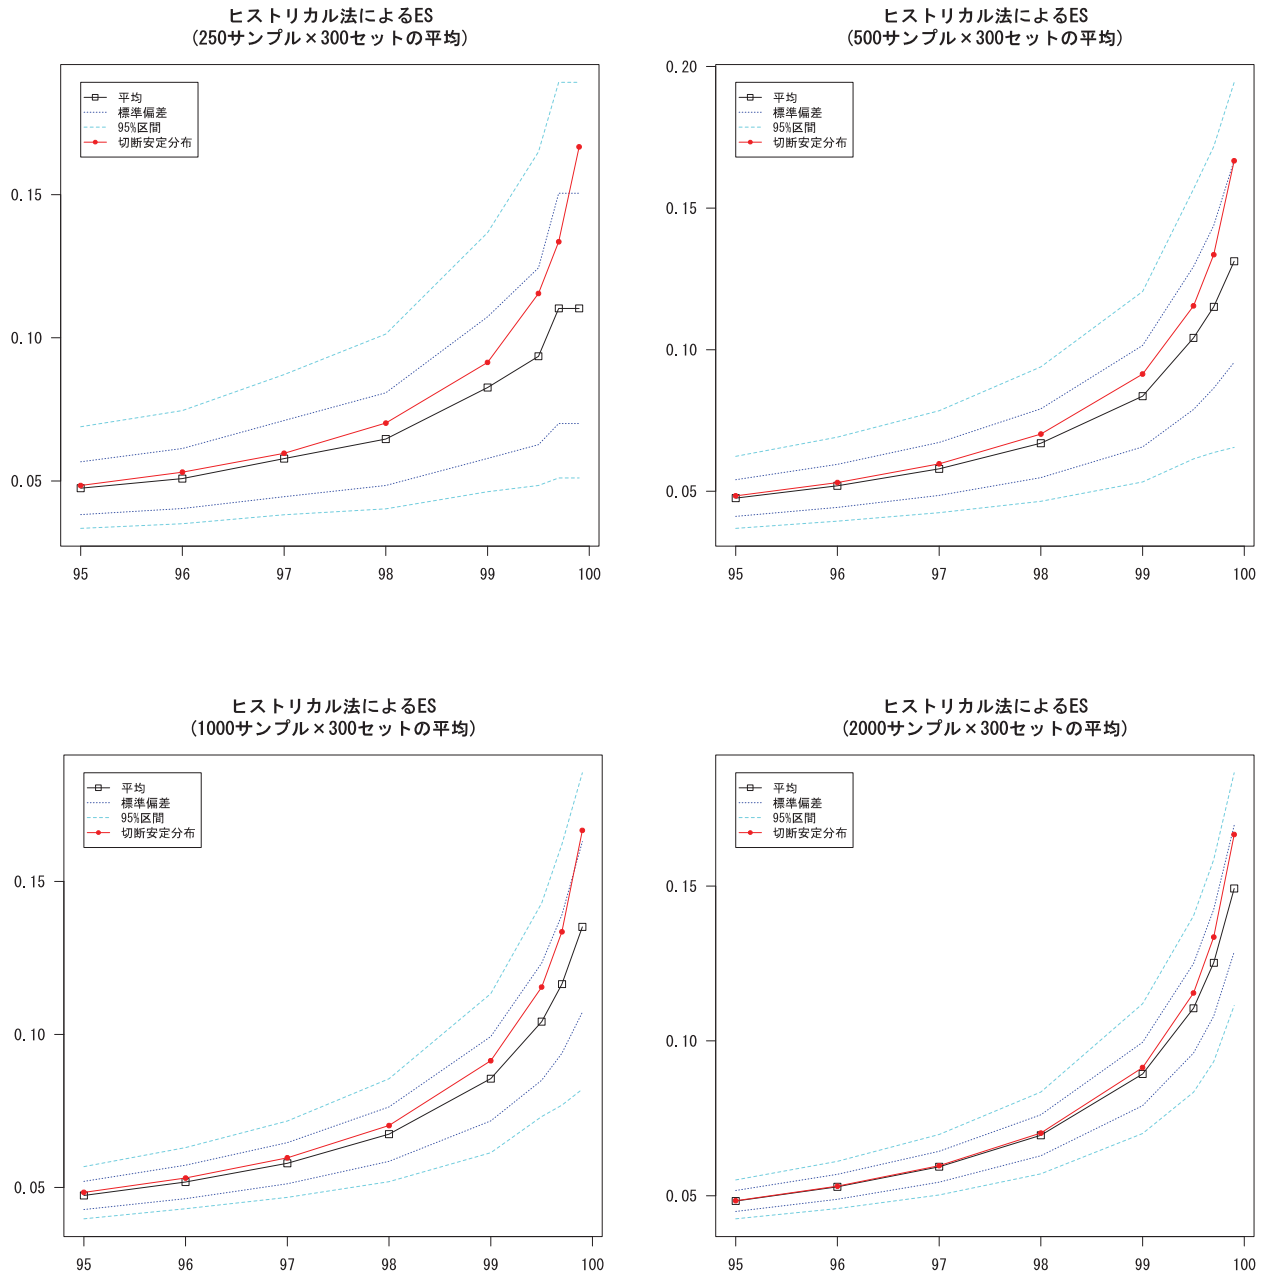 ヒストリカル法によるES
(250サンプル×300セットの平均)
平均
標準偏差
95%区間
切断安定分布
0.15
0.10
0.05
95 96 97 98 99 100
ヒストリカル法によるES
(500サンプル×300セットの平均)
0.20
平均
標準偏差
95%区間
切断安定分布
0.15
0.10
0.05
95 96 97 98 99 100
ヒストリカル法によるES
(1000サンプル×300セットの平均)
平均
標準偏差
95%区間
切断安定分布
0.15
0.10
0.05
95 96 97 98 99 100
ヒストリカル法によるES
(2000サンプル×300セットの平均)
平均
標準偏差
95%区間
切断安定分布
0.15
0.10
0.05
95 96 97 98 99 100